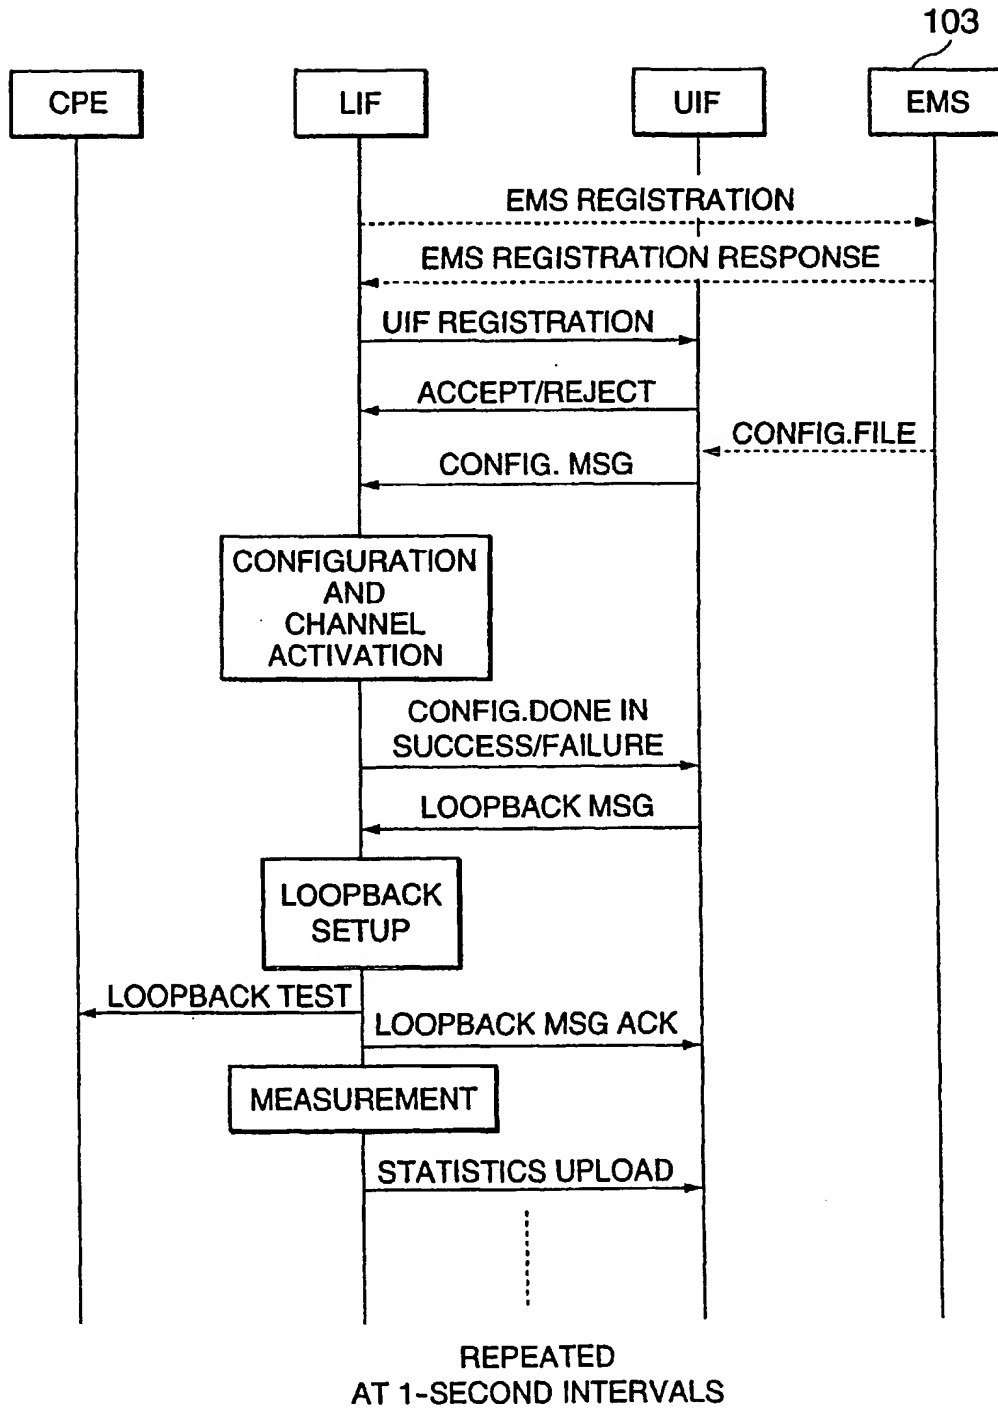 103
CPE
LIF
UIF
EMS
EMS REGISTRATION
EMS REGISTRATION RESPONSE
UIF REGISTRATION
ACCEPT/REJECT
CONFIG.FILE
CONFIG. MSG
CONFIGURATION
AND
CHANNEL
ACTIVATION
CONFIG.DONE IN
SUCCESS/FAILURE
LOOPBACK MSG
LOOPBACK
SETUP
LOOPBACK TEST
LOOPBACK MSG ACK
MEASUREMENT
STATISTICS UPLOAD
REPEATED
AT 1-SECOND INTERVALS